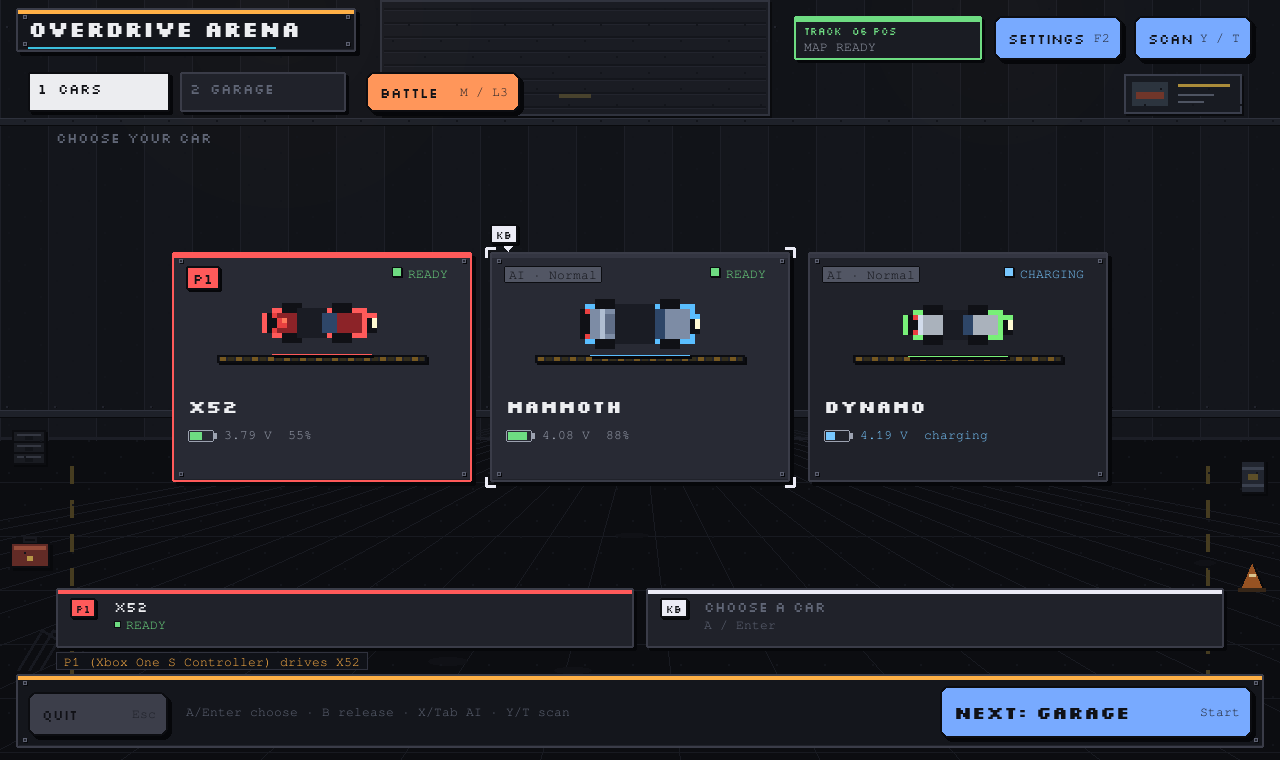 OVERDRIVE ARENA
TRACK 06 POS
MAP READY
SETTINGS F2
SCAN Y / T
1 CARS
2 GARAGE
BATTLE M / L3
CHOOSE YOUR CAR
KB
P1
READY
AI · Normal
READY
AI · Normal
CHARGING
X52
MAMMOTH
DYNAMO
3.79 V 55%
4.08 V 88%
4.19 V charging
P1
X52
READY
KB
CHOOSE A CAR
A / Enter
P1 (Xbox One S Controller) drives X52
QUIT Esc
A/Enter choose · B release · X/Tab AI · Y/T scan
NEXT: GARAGE Start